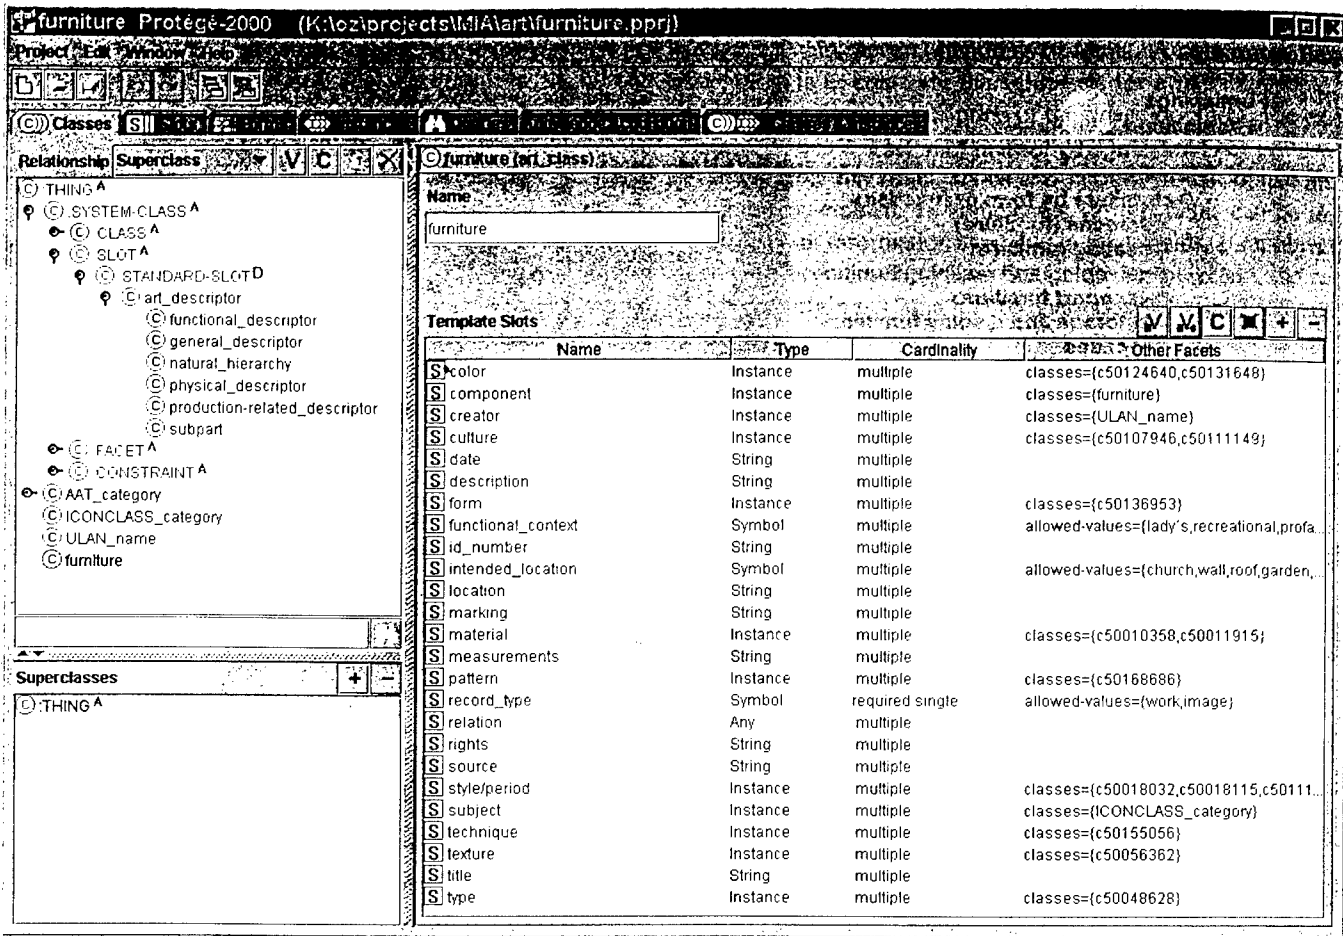 furniture Protégé-2000 (K:\oz\projects\MIA\art\furniture.pprj)
Project Edit Window Help
Classes
Relationship Superclass V C
THING A
:SYSTEM-CLASS A
CLASS A
SLOT A
STANDARD-SLOT D
art_descriptor
functional_descriptor
general_descriptor
natural_hierarchy
physical_descriptor
production-related_descriptor
subpart
FACET A
CONSTRAINT A
AAT_category
ICONCLASS_category
ULAN_name
furniture
Superclasses + -
:THING A
furniture (art_class)
Name
furniture
Template Slots V V C + -
Name Type Cardinality Other Facets
S color Instance multiple classes={c50124640,c50131648}
S component Instance multiple classes={furniture}
S creator Instance multiple classes={ULAN_name}
S culture Instance multiple classes={c50107946,c50111149}
S date String multiple
S description String multiple
S form Instance multiple classes={c50136953}
S functional_context Symbol multiple allowed-values={lady's,recreational,profa...
S id_number String multiple
S intended_location Symbol multiple allowed-values={church,wall,roof,garden,...
S location String multiple
S marking String multiple
S material Instance multiple classes={c50010358,c50011915}
S measurements String multiple
S pattern Instance multiple classes={c50168686}
S record_type Symbol required single allowed-values={work,image}
S relation Any multiple
S rights String multiple
S source String multiple
S style/period Instance multiple classes={c50018032,c50018115,c50111...
S subject Instance multiple classes={ICONCLASS_category}
S technique Instance multiple classes={c50155056}
S texture Instance multiple classes={c50056362}
S title String multiple
S type Instance multiple classes={c50048628}